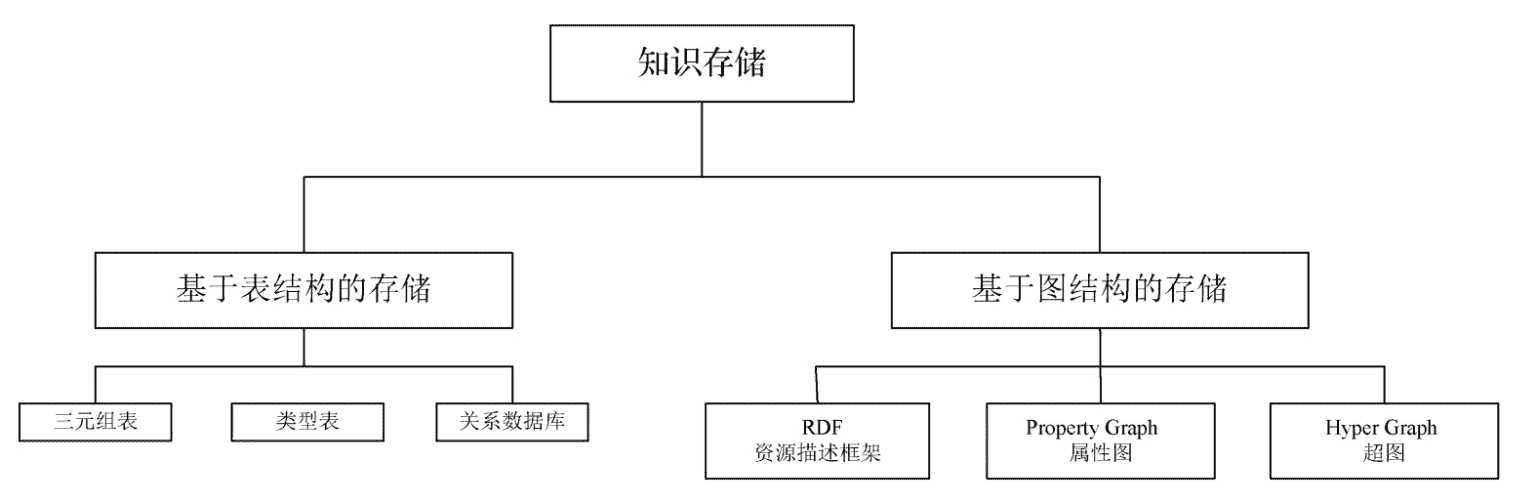 知识存储
基于表结构的存储
基于图结构的存储
三元组表
类型表
关系数据库
RDF
资源描述框架
Property Graph
属性图
Hyper Graph
超图